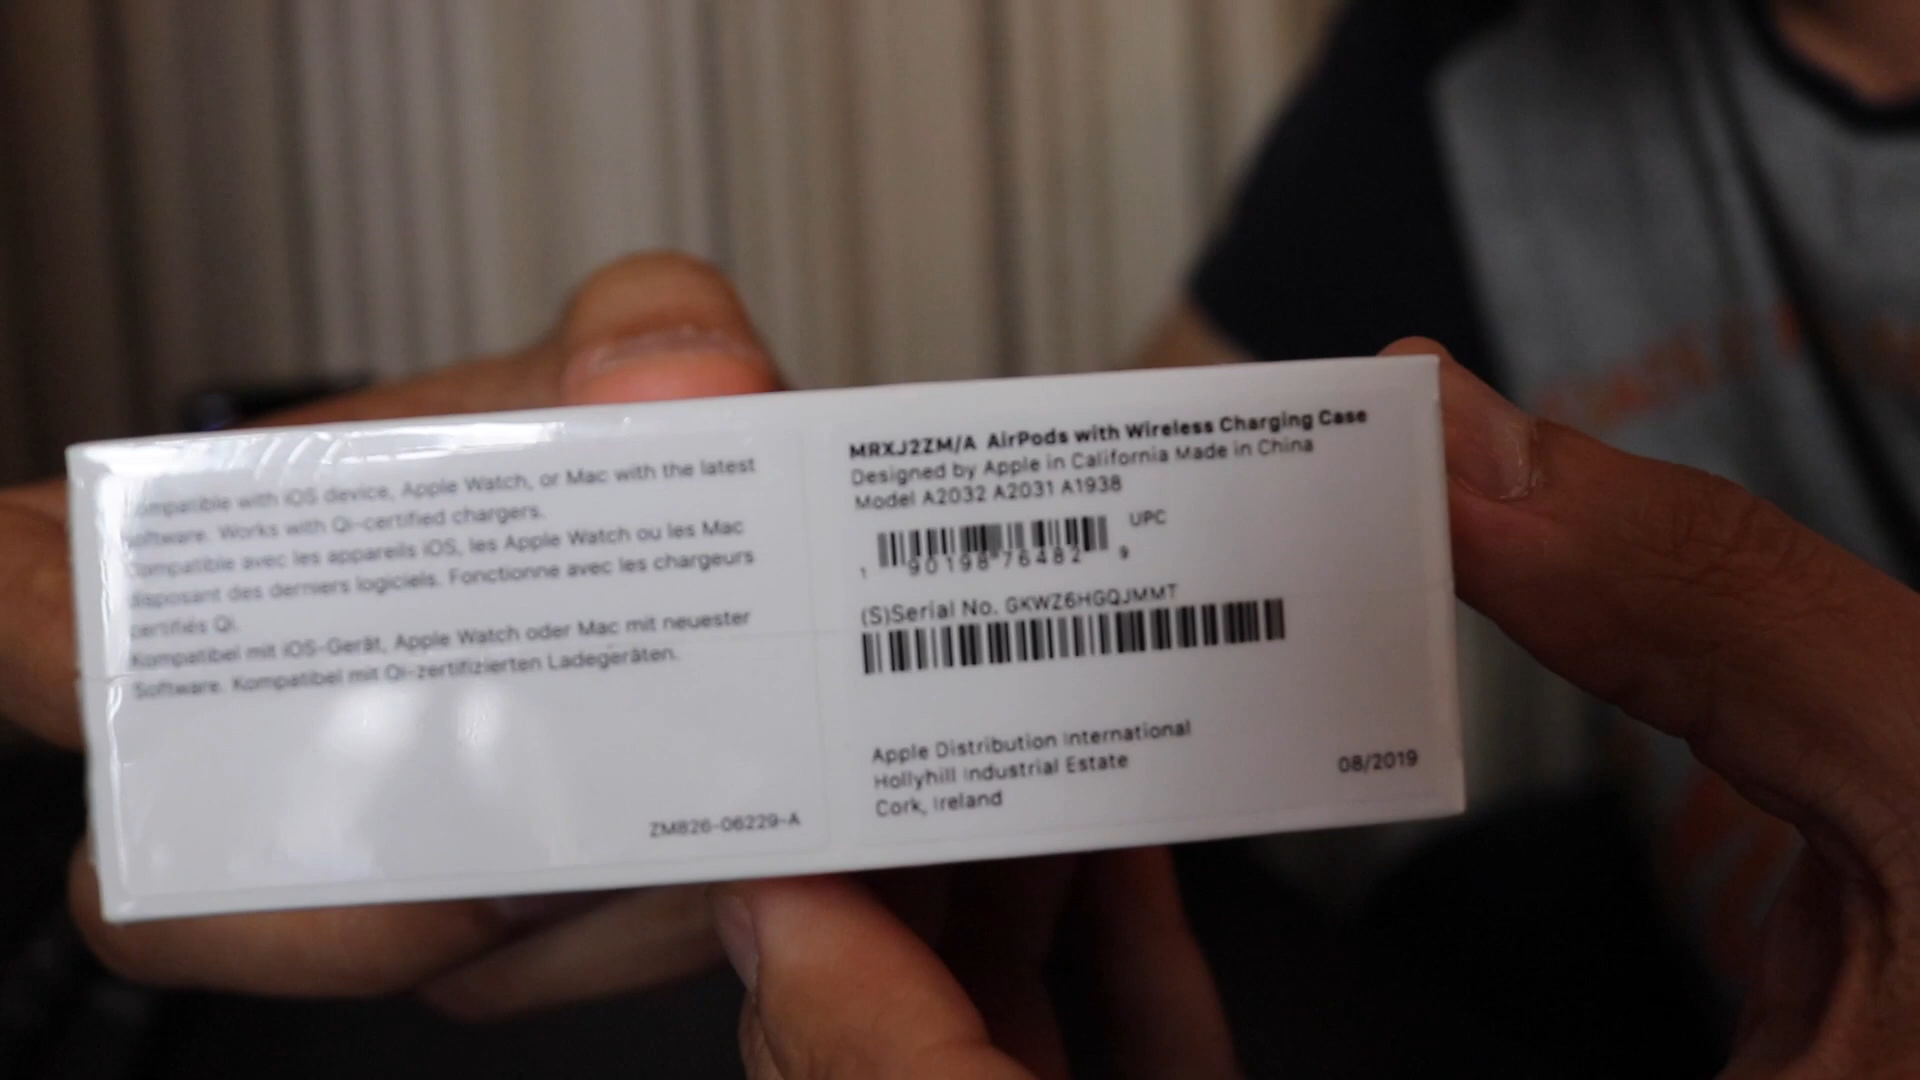 ompatible with iOS device, Apple Watch, or Mac with the latest
oftware. Works with Qi-certified chargers.
ompatible avec les appareils iOS, les Apple Watch ou les Mac
disposant des derniers logiciels. Fonctionne avec les chargeurs
certifiés Qi.
Kompatibel mit iOS-Gerät, Apple Watch oder Mac mit neuester
Software. Kompatibel mit Qi-zertifizierten Ladegeräten.
ZM826-06229-A
MRXJ2ZM/A AirPods with Wireless Charging Case
Designed by Apple in California Made in China
Model A2032 A2031 A1938
UPC
1 90198 76482 9
(S)Serial No. GKWZ6HGQJMMT
Apple Distribution International
Hollyhill Industrial Estate
Cork, Ireland
08/2019